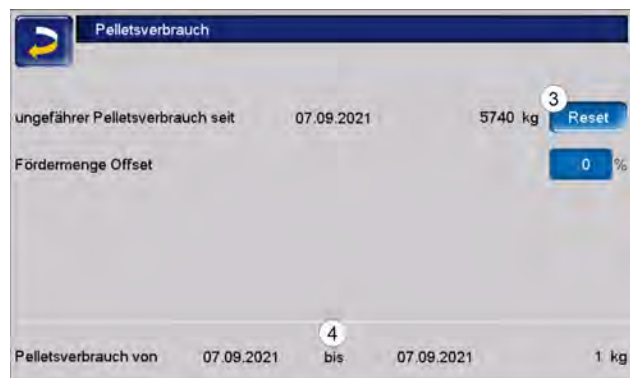 Pelletsverbrauch
3
ungefährer Pelletsverbrauch seit 07.09.2021 5740 kg Reset
Fördermenge Offset 0 %
4
Pelletsverbrauch von 07.09.2021 bis 07.09.2021 1 kg